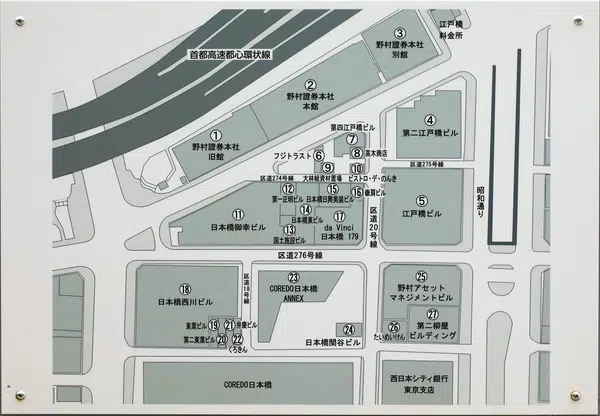 江戸橋
料金所
③
野村證券本社
別館
首都高速都心環状線
②
野村證券本社
本館
①
野村證券本社
旧館
④
第二江戸橋ビル
第四江戸橋ビル
⑦
フジトラスト ⑥
⑧ 高木商店
⑨
大林組資材置場
⑩
ビストロ・デ・のんき
区道274号線
区道275号線
⑤
江戸橋ビル
昭和通り
区道20号線
⑪
日本橋御幸ビル
⑫
第一正明ビル
⑮
日本橋日興美装ビル
⑯
⑭
日本橋東ビル
⑬
国土施設ビル
⑰
da Vinci
日本橋 179
区道276号線
⑱
日本橋西川ビル
区道18号線
東業ビル ⑲
㉑ 弁慶ビル
第二東業ビル ⑳
㉒
くろきん
㉓
COREDO日本橋
ANNEX
㉔
日本橋関谷ビル
㉕
野村アセット
マネジメントビル
㉖
たいめいけん
㉗
第二柳屋
ビルディング
COREDO日本橋
西日本シティ銀行
東京支店